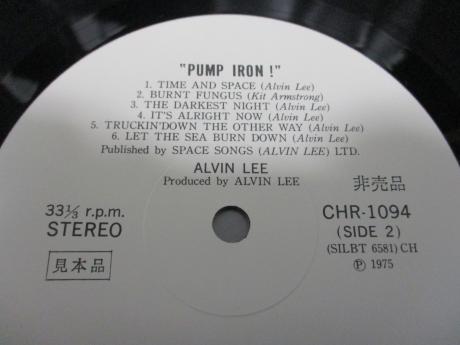 "PUMP IRON!"
1. TIME AND SPACE (Alvin Lee)
2. BURNT FUNGUS (Kit Armstrong)
3. THE DARKEST NIGHT (Alvin Lee)
4. IT'S ALRIGHT NOW (Alvin Lee)
5. TRUCKIN'DOWN THE OTHER WAY (Alvin Lee)
6. LET THE SEA BURN DOWN (Alvin Lee)
Published by SPACE SONGS (ALVIN LEE) LTD.
ALVIN LEE
Produced by ALVIN LEE
33⅓ r.p.m.
STEREO
見本品
非売品
CHR-1094
(SIDE 2)
(SILBT 6581) CH
Ⓟ 1975